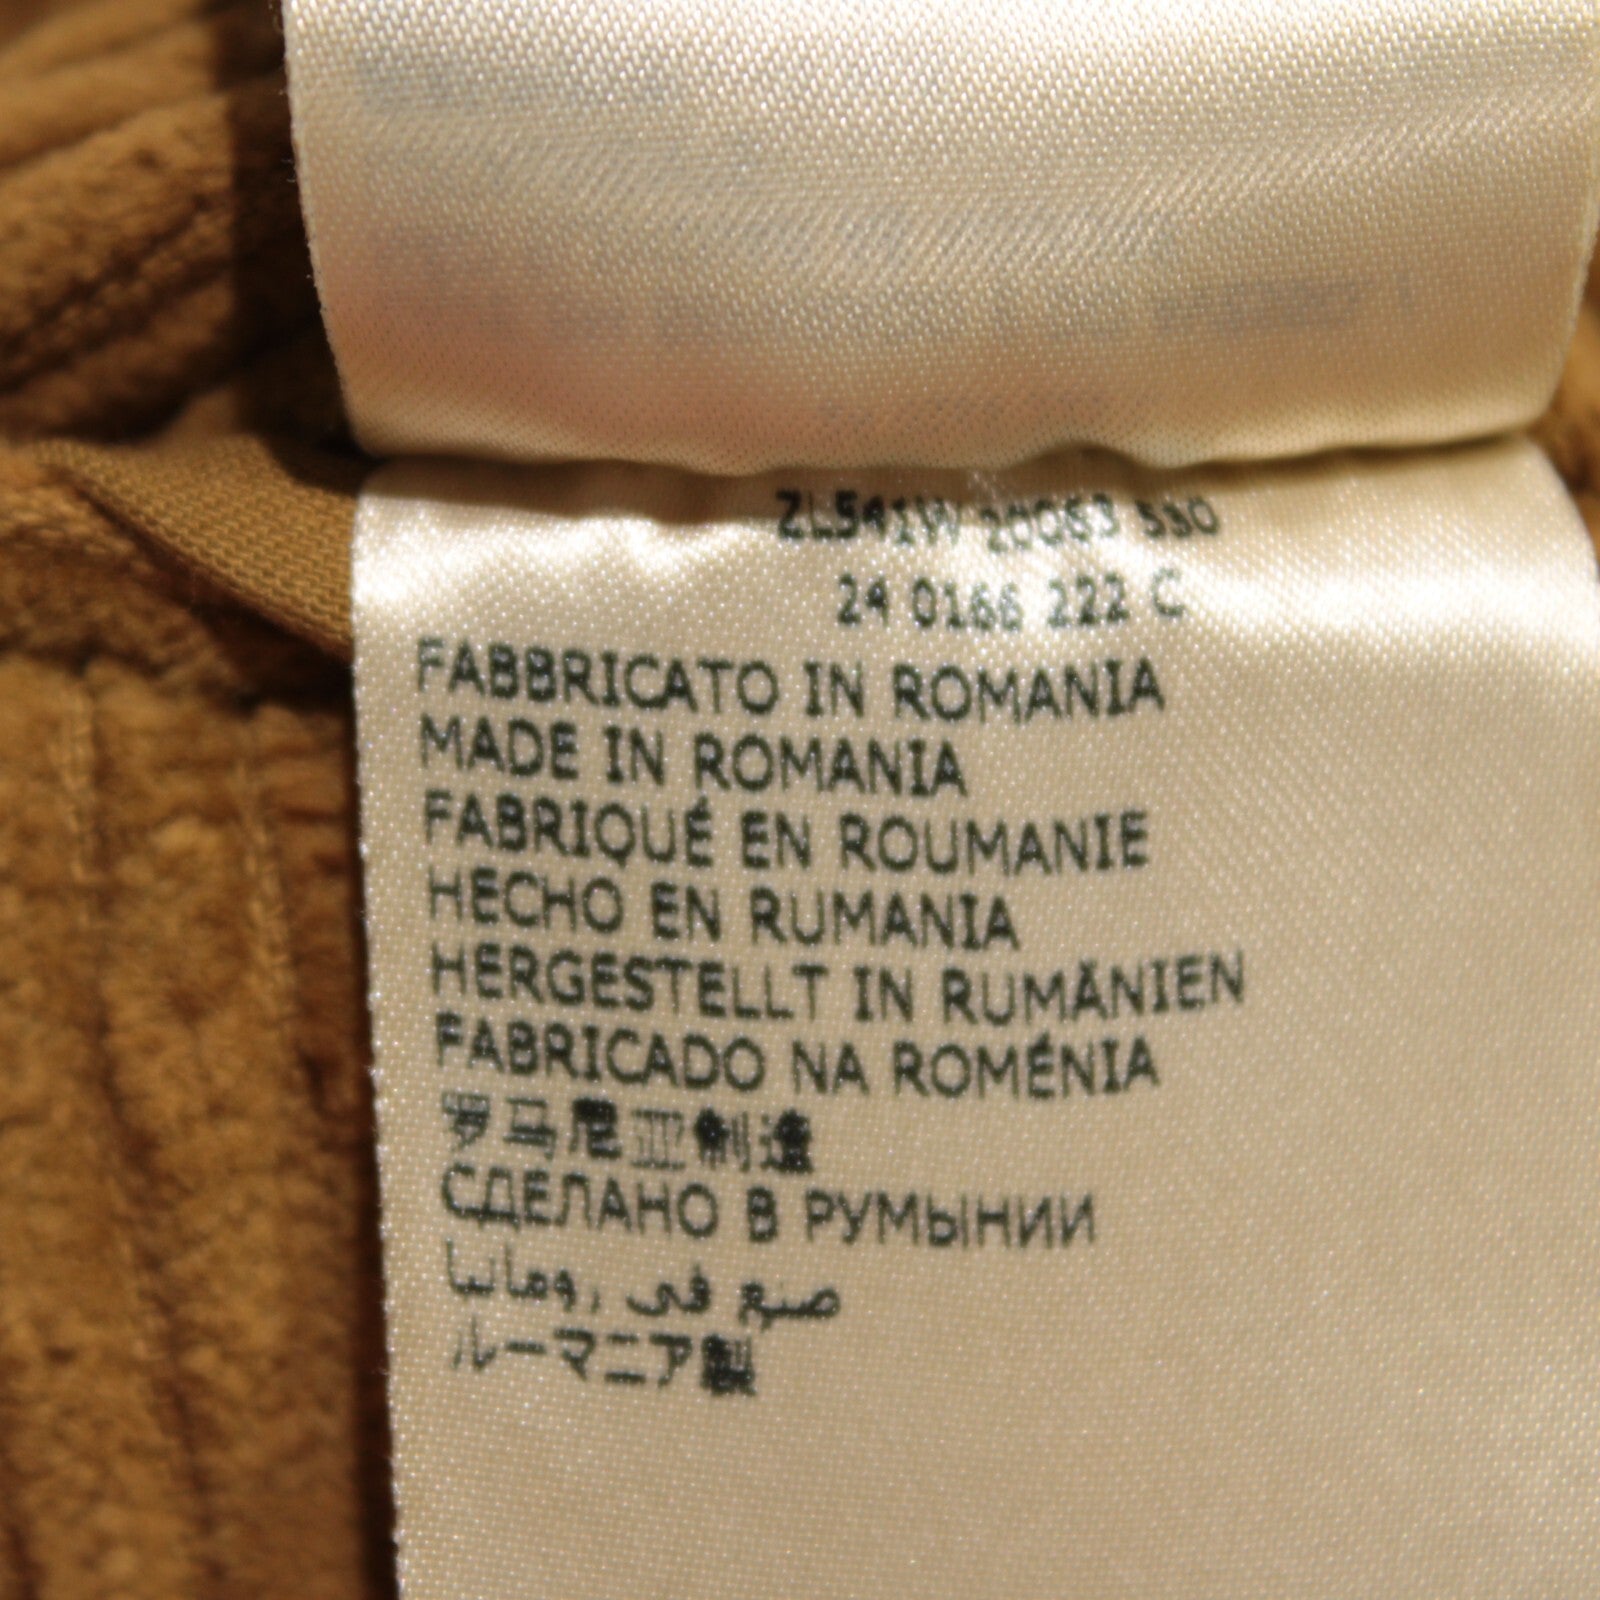 ZL541W 20063 550
24 0166 222 C
FABBRICATO IN ROMANIA
MADE IN ROMANIA
FABRIQUÉ EN ROUMANIE
HECHO EN RUMANIA
HERGESTELLT IN RUMÄNIEN
FABRICADO NA ROMÉNIA
罗马尼亚制造
СДЕЛАНО В РУМЫНИИ
صنع في رومانيا
ルーマニア製